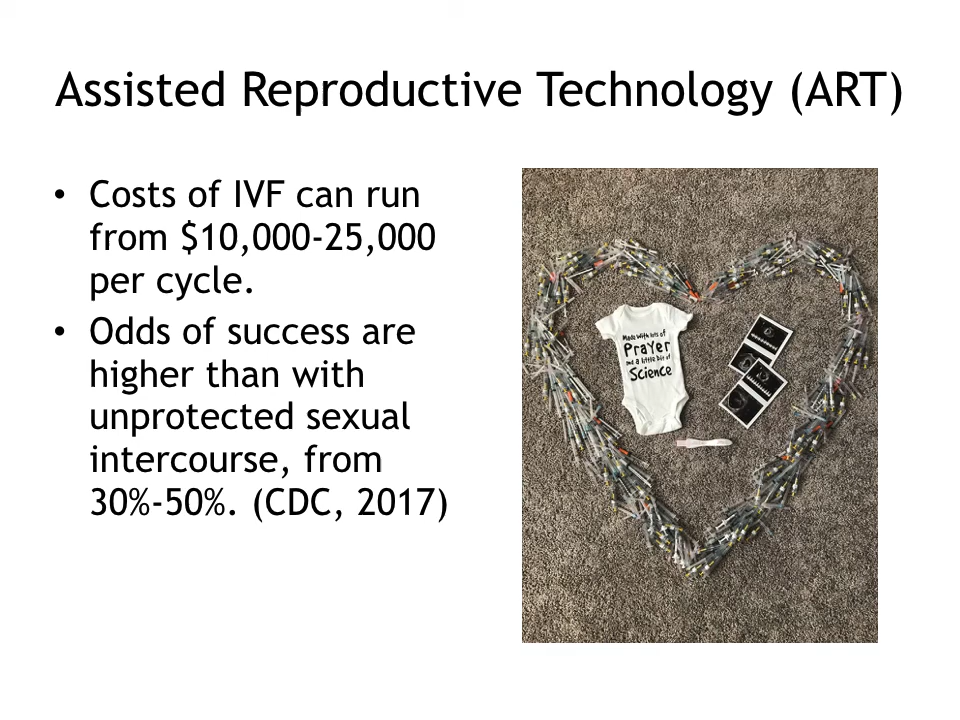 Assisted Reproductive Technology (ART)
• Costs of IVF can run
from $10,000-25,000
per cycle.
• Odds of success are
higher than with
unprotected sexual
intercourse, from
30%-50%. (CDC, 2017)
Made with lots of
Prayer
and a little bit of
Science